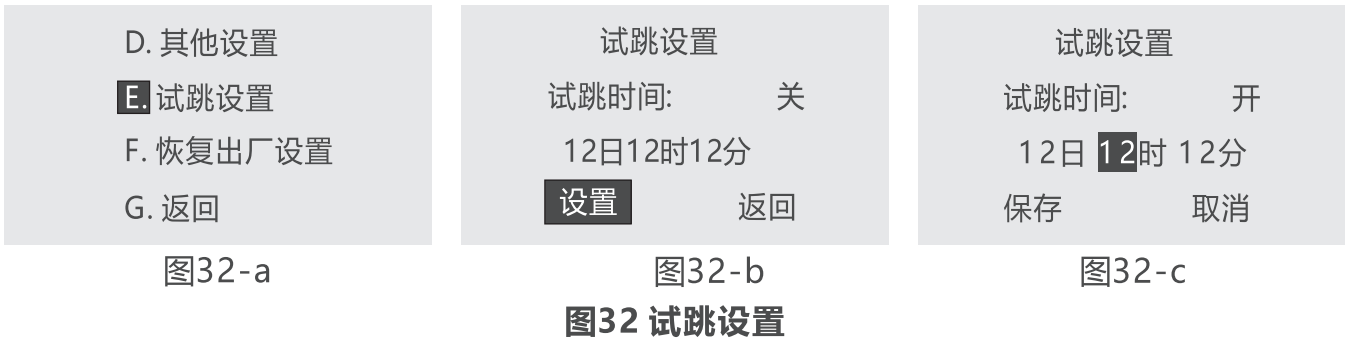 D. 其他设置
E. 试跳设置
F. 恢复出厂设置
G. 返回
图32-a
试跳设置
试跳时间: 关
12日12时12分
设置 返回
图32-b
试跳设置
试跳时间: 开
12日 12时 12分
保存 取消
图32-c
图32 试跳设置